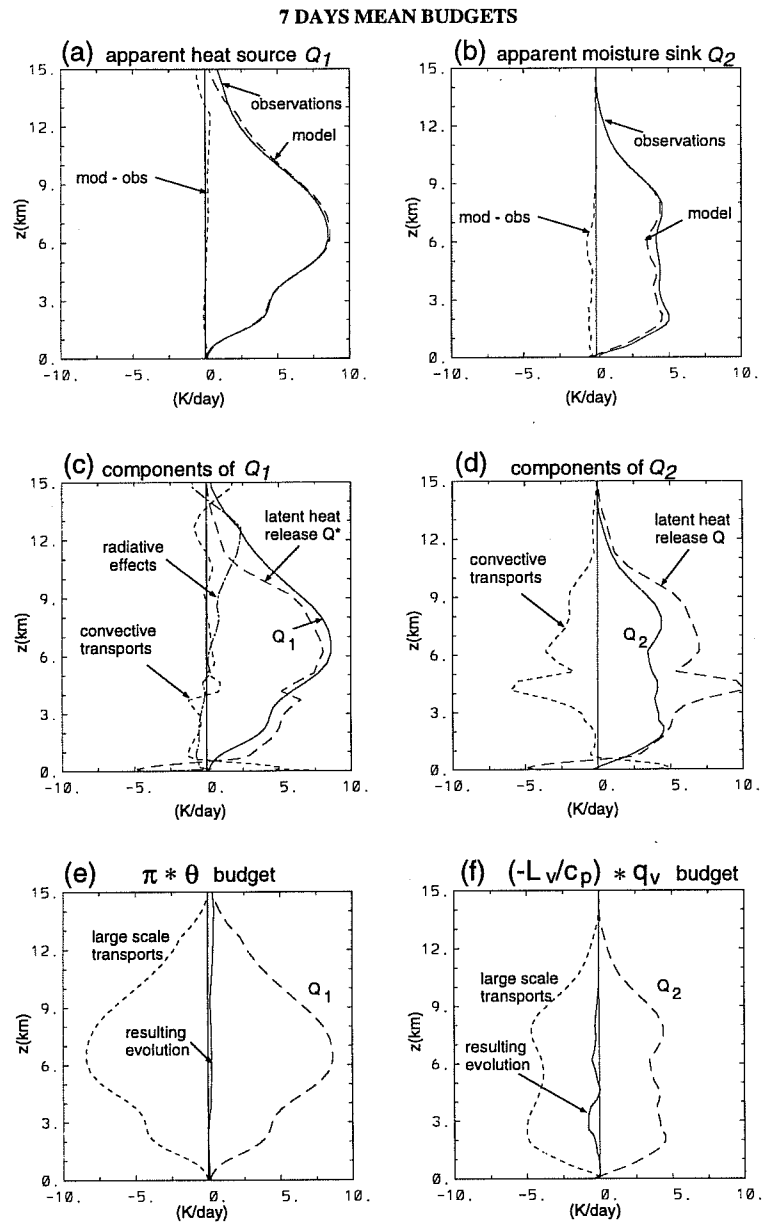 7 DAYS MEAN BUDGETS
(a) apparent heat source Q1
15.
12.
9.
6.
3.
0.
z(km)
observations
model
mod - obs
-10. -5. 0. 5. 10.
(K/day)
(b) apparent moisture sink Q2
15.
12.
9.
6.
3.
0.
z(km)
observations
model
mod - obs
-10. -5. 0. 5. 10.
(K/day)
(c) components of Q1
15.
12.
9.
6.
3.
0.
z(km)
latent heat
release Q*
radiative
effects
convective
transports
Q1
-10. -5. 0. 5. 10.
(K/day)
(d) components of Q2
15.
12.
9.
6.
3.
0.
z(km)
latent heat
release Q
convective
transports
Q2
-10. -5. 0. 5. 10.
(K/day)
(e) π * θ budget
15.
12.
9.
6.
3.
0.
z(km)
large scale
transports
Q1
resulting
evolution
-10. -5. 0. 5. 10.
(K/day)
(f) (-Lv/cp) * qv budget
15.
12.
9.
6.
3.
0.
z(km)
large scale
transports
Q2
resulting
evolution
-10. -5. 0. 5. 10.
(K/day)